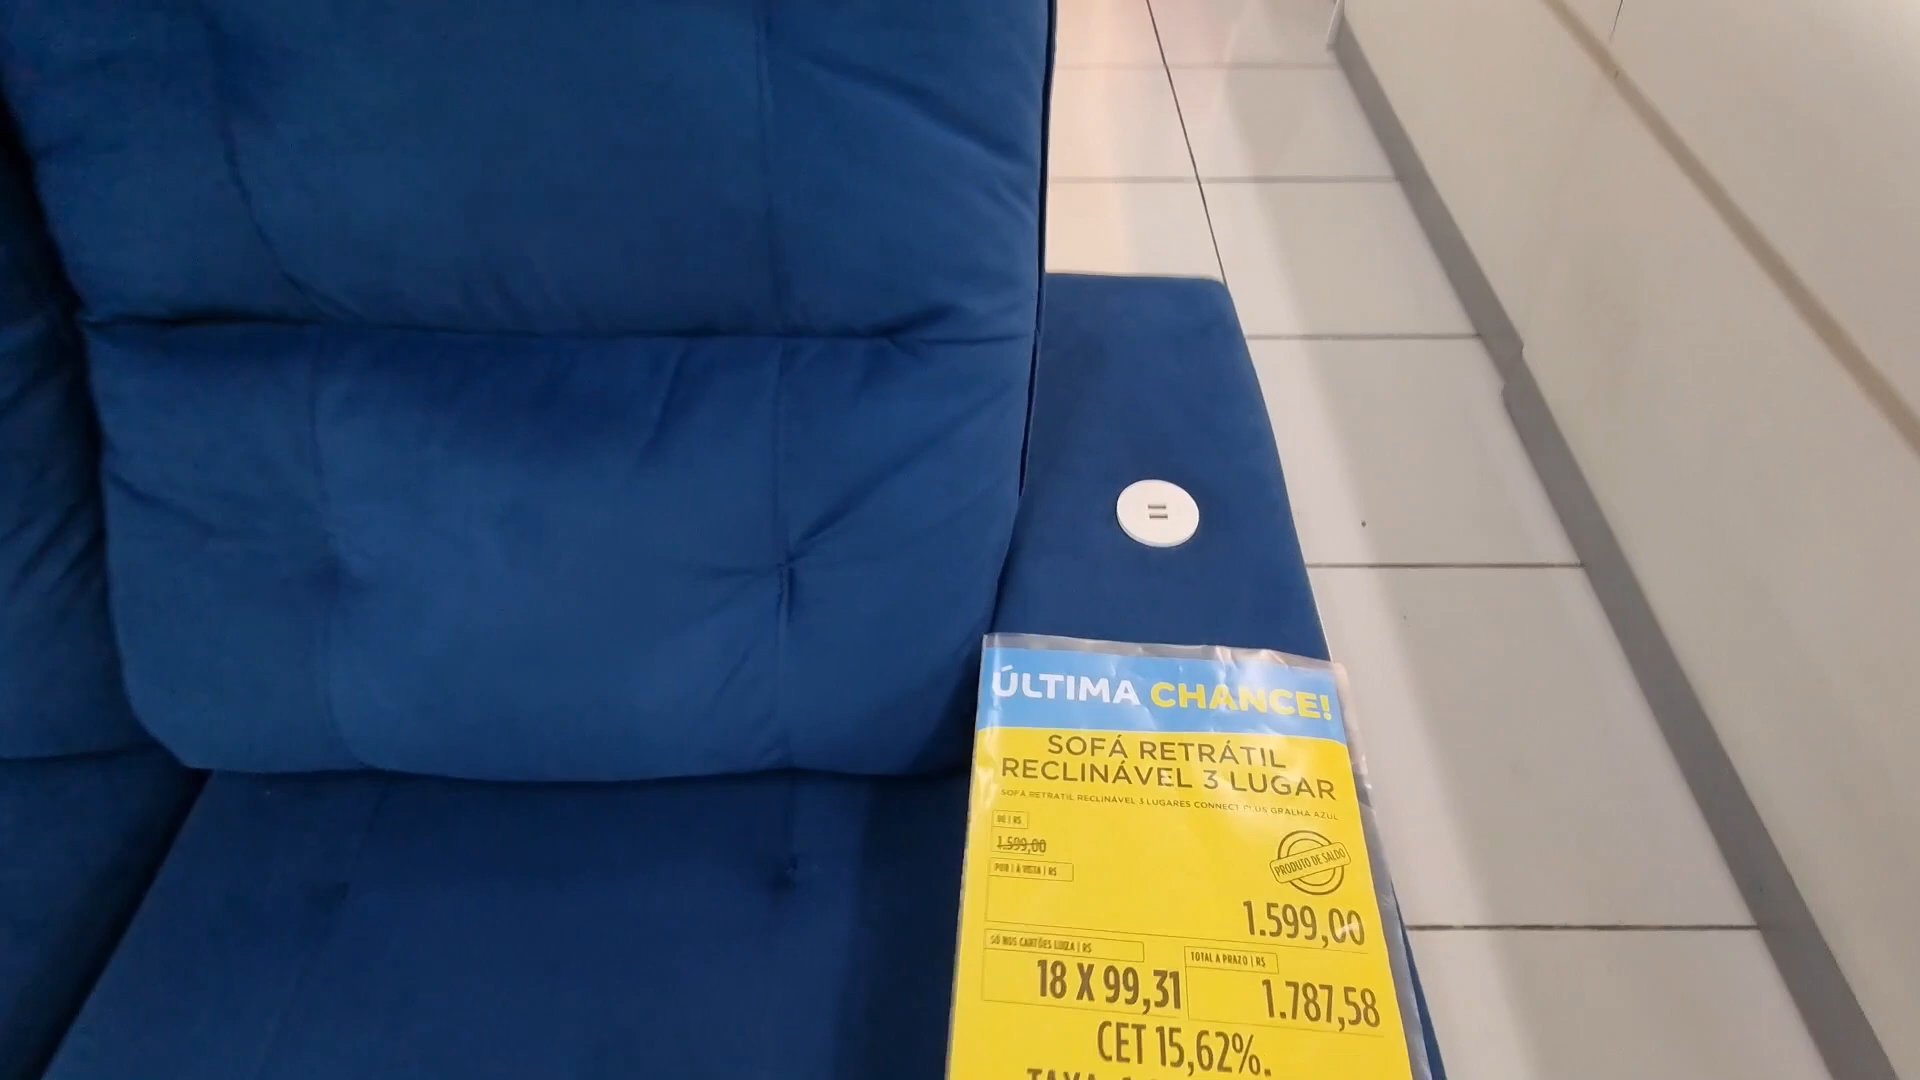 ÚLTIMA CHANCE!
SOFÁ RETRÁTIL
RECLINÁVEL 3 LUGAR
SOFÁ RETRATIL RECLINÁVEL 3 LUGARES CONNECT PLUS GRALHA AZUL
DE | R$
1.599,00
POR | À VISTA | R$
PRODUTO DE SALDO
1.599,00
SÓ NOS CARTÕES LUIZA | R$
18 X 99,31
TOTAL A PRAZO | R$
1.787,58
CET 15,62%.